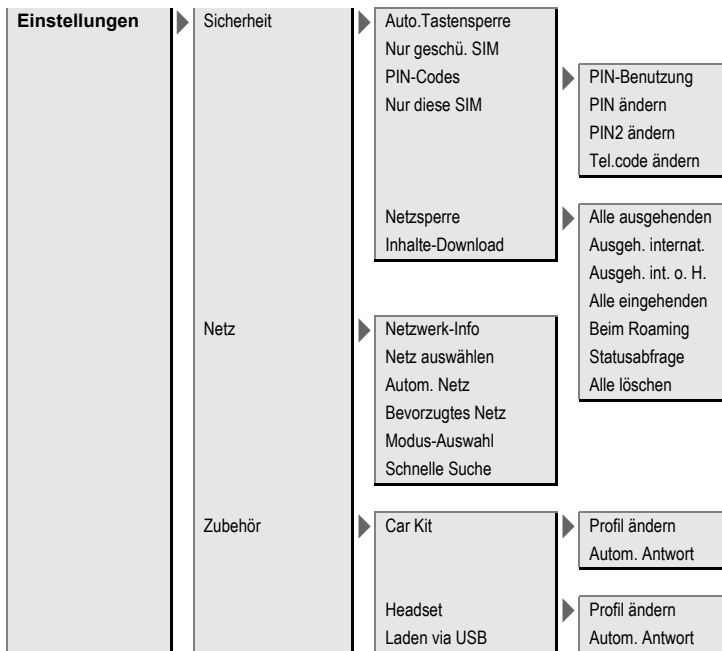 Einstellungen
Sicherheit
Auto.Tastensperre
Nur geschü. SIM
PIN-Codes
PIN-Benutzung
Nur diese SIM
PIN ändern
PIN2 ändern
Tel.code ändern
Netzsperre
Alle ausgehenden
Inhalte-Download
Ausgeh. internat.
Ausgeh. int. o. H.
Alle eingehenden
Netz
Netzwerk-Info
Beim Roaming
Netz auswählen
Statusabfrage
Autom. Netz
Alle löschen
Bevorzugtes Netz
Modus-Auswahl
Schnelle Suche
Zubehör
Car Kit
Profil ändern
Autom. Antwort
Headset
Profil ändern
Laden via USB
Autom. Antwort